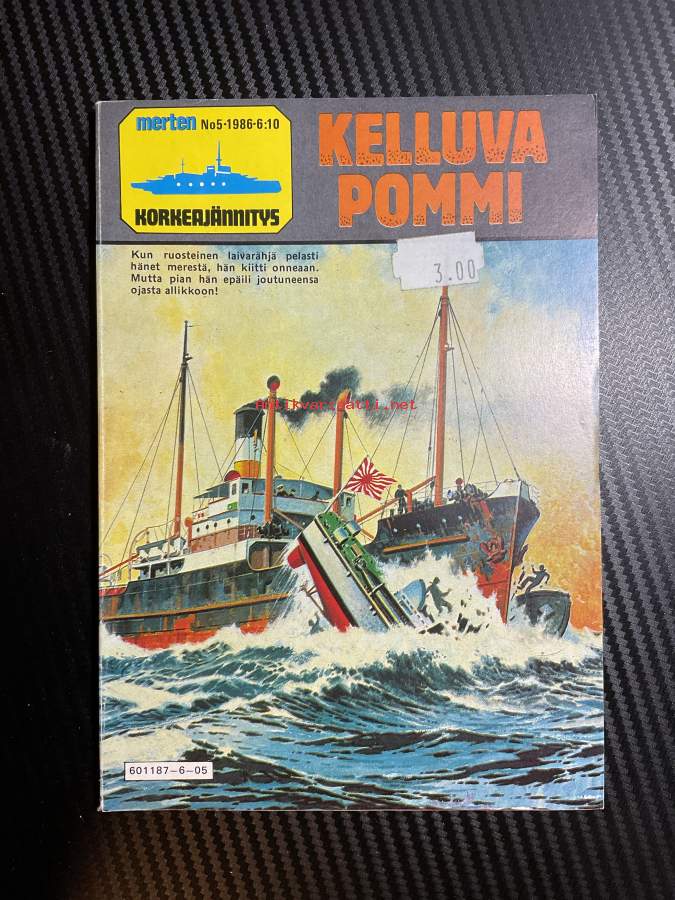 merten No5-1986-6:10
KORKEAJÄNNITYS
KELLUVA
POMMI
3.00
Kun ruosteinen laivarähjä pelasti
hänet merestä, hän kiitti onneaan.
Mutta pian hän epäili joutuneensa
ojasta allikkoon!
Antikvariaatti.net
601187-6-05